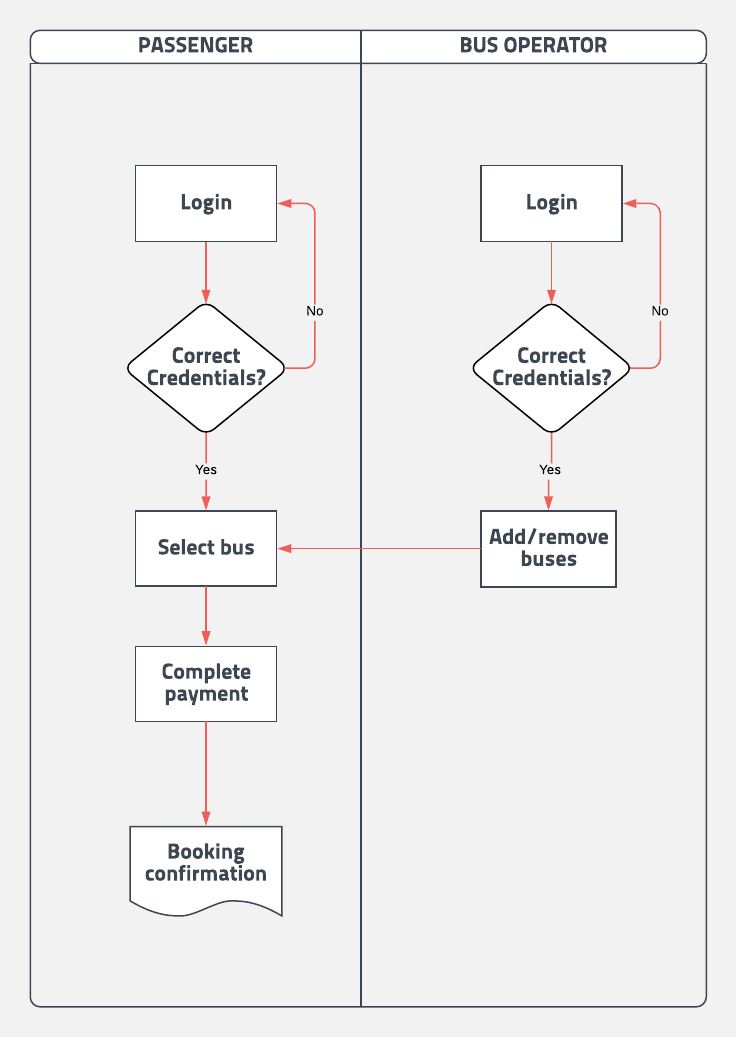 PASSENGER
BUS OPERATOR
Login
Login
No
No
Correct
Credentials?
Correct
Credentials?
Yes
Yes
Select bus
Add/remove
buses
Complete
payment
Booking
confirmation